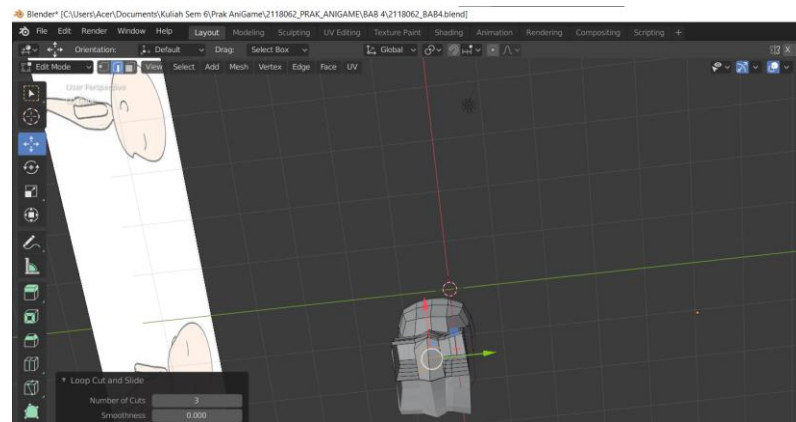 Blender* [C:\Users\Acer\Documents\Kuliah Sem 6\Prak AniGame\2118062_PRAK_ANIGAME\BAB 4\2118062_BAB4.blend]
File Edit Render Window Help Layout Modeling Sculpting UV Editing Texture Paint Shading Animation Rendering Compositing Scripting +
Orientation: Default Drag: Select Box Global X
Edit Mode View Select Add Mesh Vertex Edge Face UV
User Perspective
Loop Cut and Slide
Number of Cuts 3
Smoothness 0.000